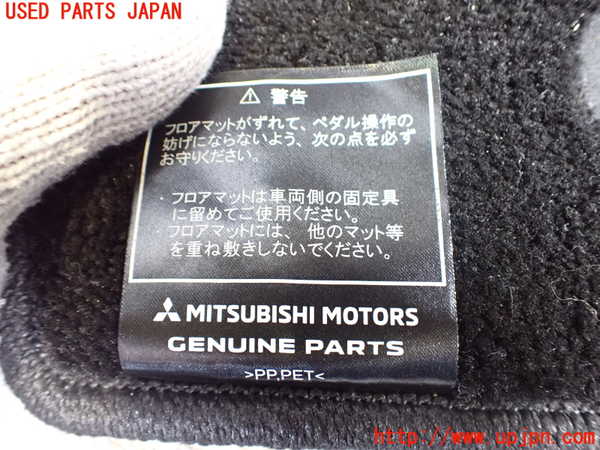 USED PARTS JAPAN
⚠ 警告
フロアマットがずれて、ペダル操作の
妨げにならないよう、次の点を必ず
お守りください。
・フロアマットは車両側の固定具
に留めてご使用ください。
・フロアマットには、他のマット等
を重ね敷きしないでください。
MITSUBISHI MOTORS
GENUINE PARTS
>PP,PET<
http://www.upjpn.com/